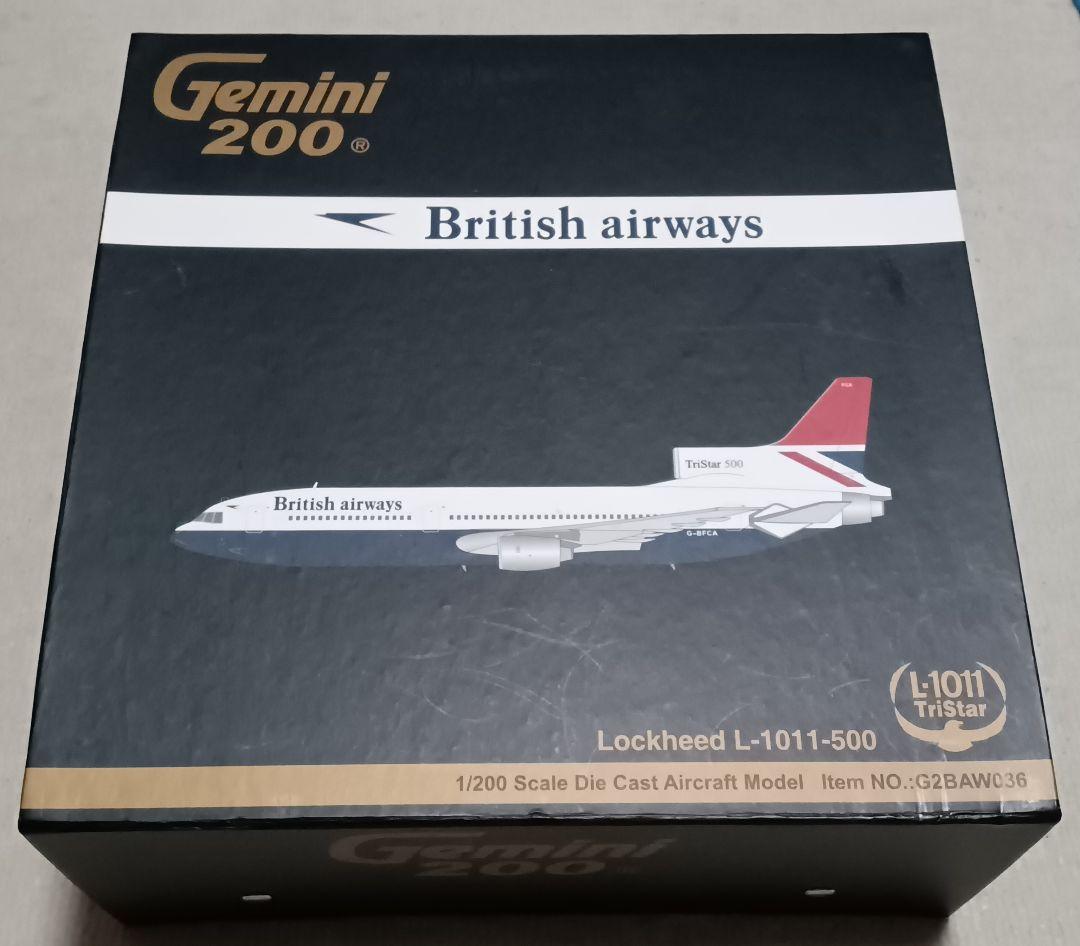 Gemini
200®
British airways
TriStar 500
British airways
G-BFCA
L-1011
TriStar
Lockheed L-1011-500
1/200 Scale Die Cast Aircraft Model Item NO.:G2BAW036
Gemini
200